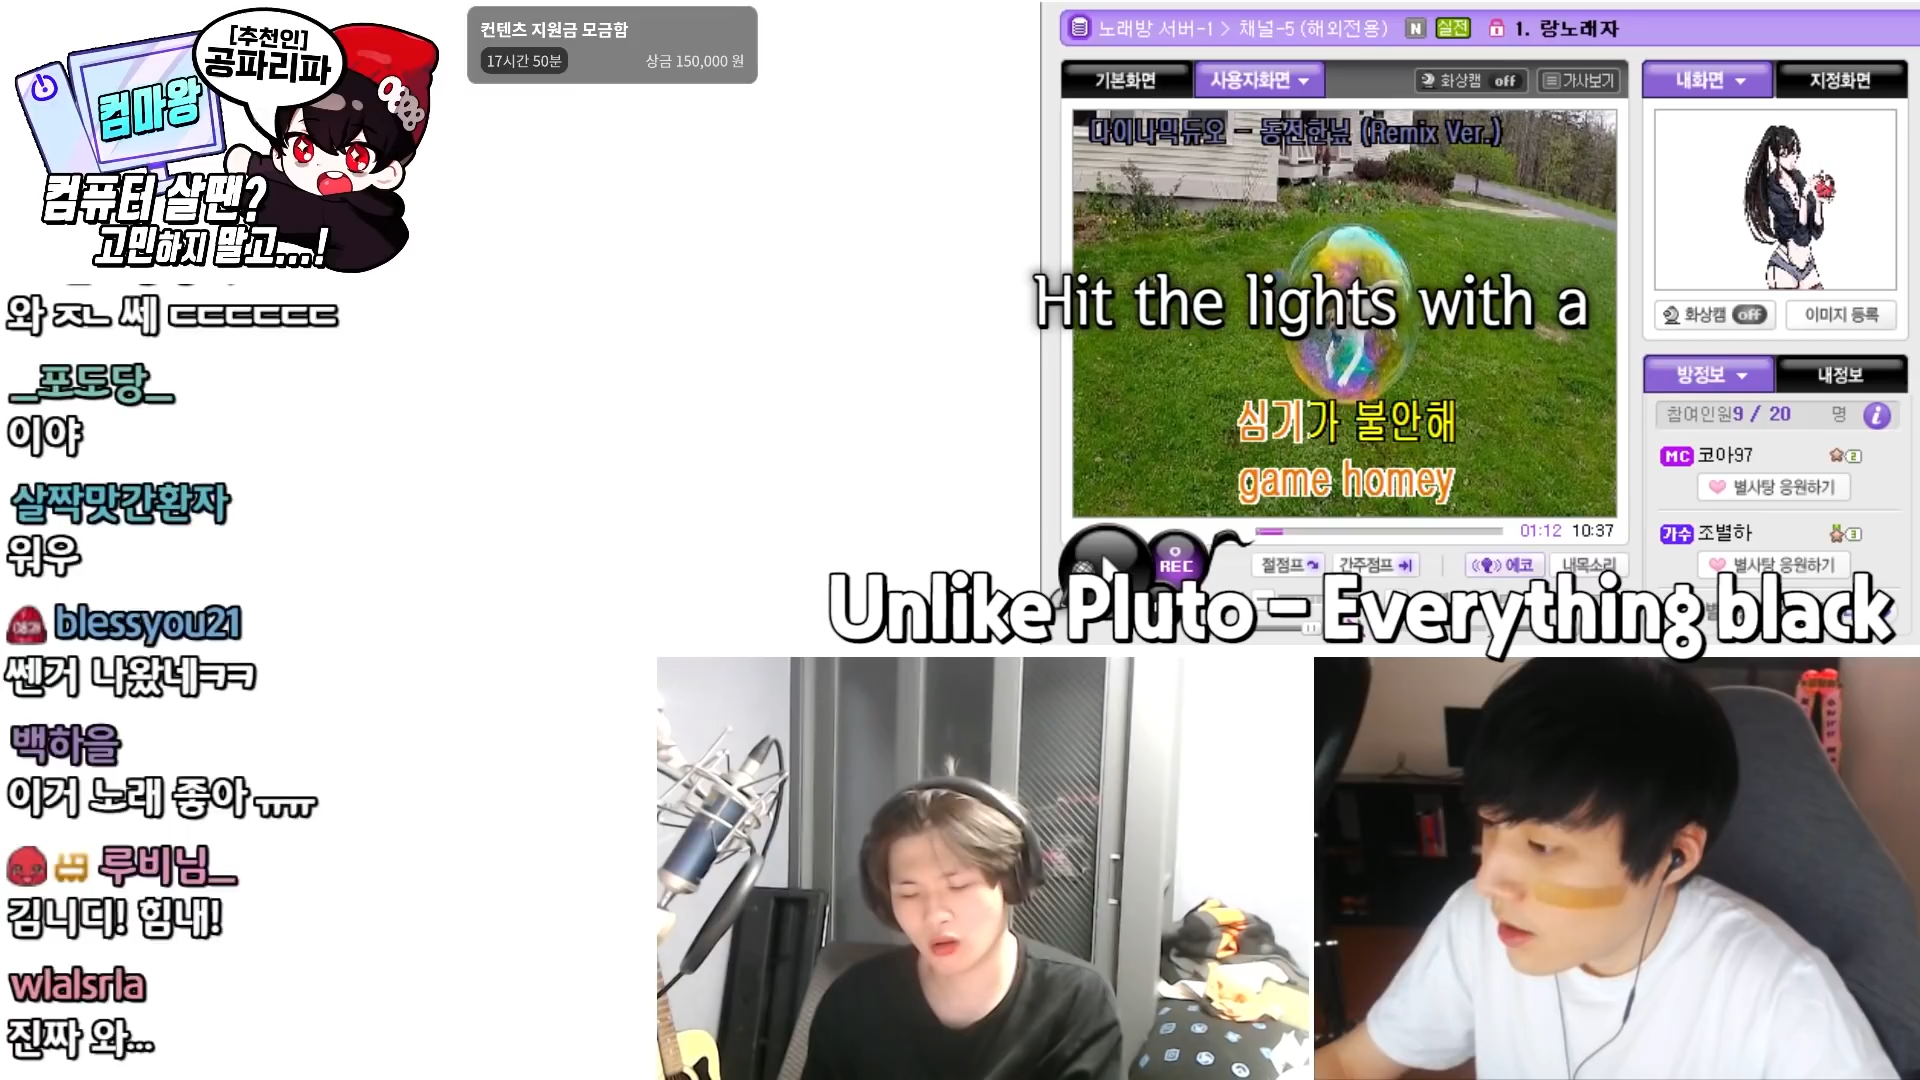 [추천인]
공파리파
컴마왕
컴퓨터 살땐?
고민하지 말고...!
컨텐츠 지원금 모금함
17시간 50분
상금 150,000 원
와 ㅈㄴ 쎄 ㄷㄷㄷㄷㄷㄷ
__포도당__
이야
살짝맛간환자
워우
blessyou21
쎈거 나왔네ㅋㅋ
백하을
이거 노래 좋아 ㅠㅠ
루비님__
김니디! 힘내!
wlalsrla
진짜 와...
노래방 서버-1 > 채널-5 (해외전용) N 실전 1. 랑노래자
기본화면 사용자화면 화상캠 off 가사보기
다이나믹듀오 - 동전한닢 (Remix Ver.)
Hit the lights with a
심기가 불안해
game homey
01:12 10:37
REC
절점프 간주점프 에코 내목소리
Unlike Pluto - Everything black
내화면 지정화면
화상캠 off 이미지 등록
방정보 내정보
참여인원9 / 20 명
MC 코아97 2
별사탕 응원하기
가수 조별하 3
별사탕 응원하기